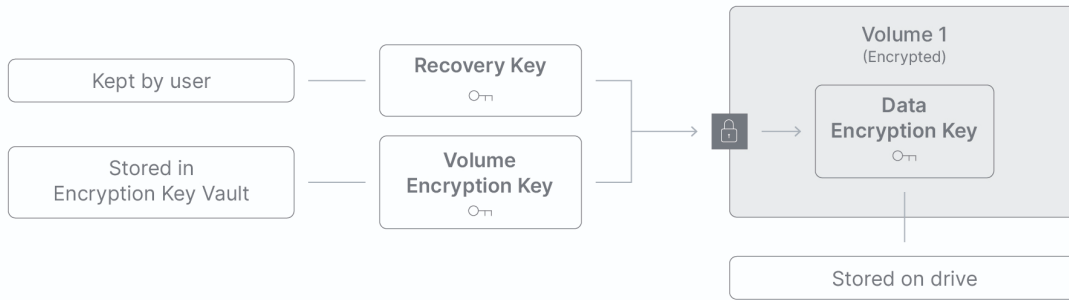 Kept by user
Recovery Key
Stored in
Encryption Key Vault
Volume
Encryption Key
Volume 1
(Encrypted)
Data
Encryption Key
Stored on drive